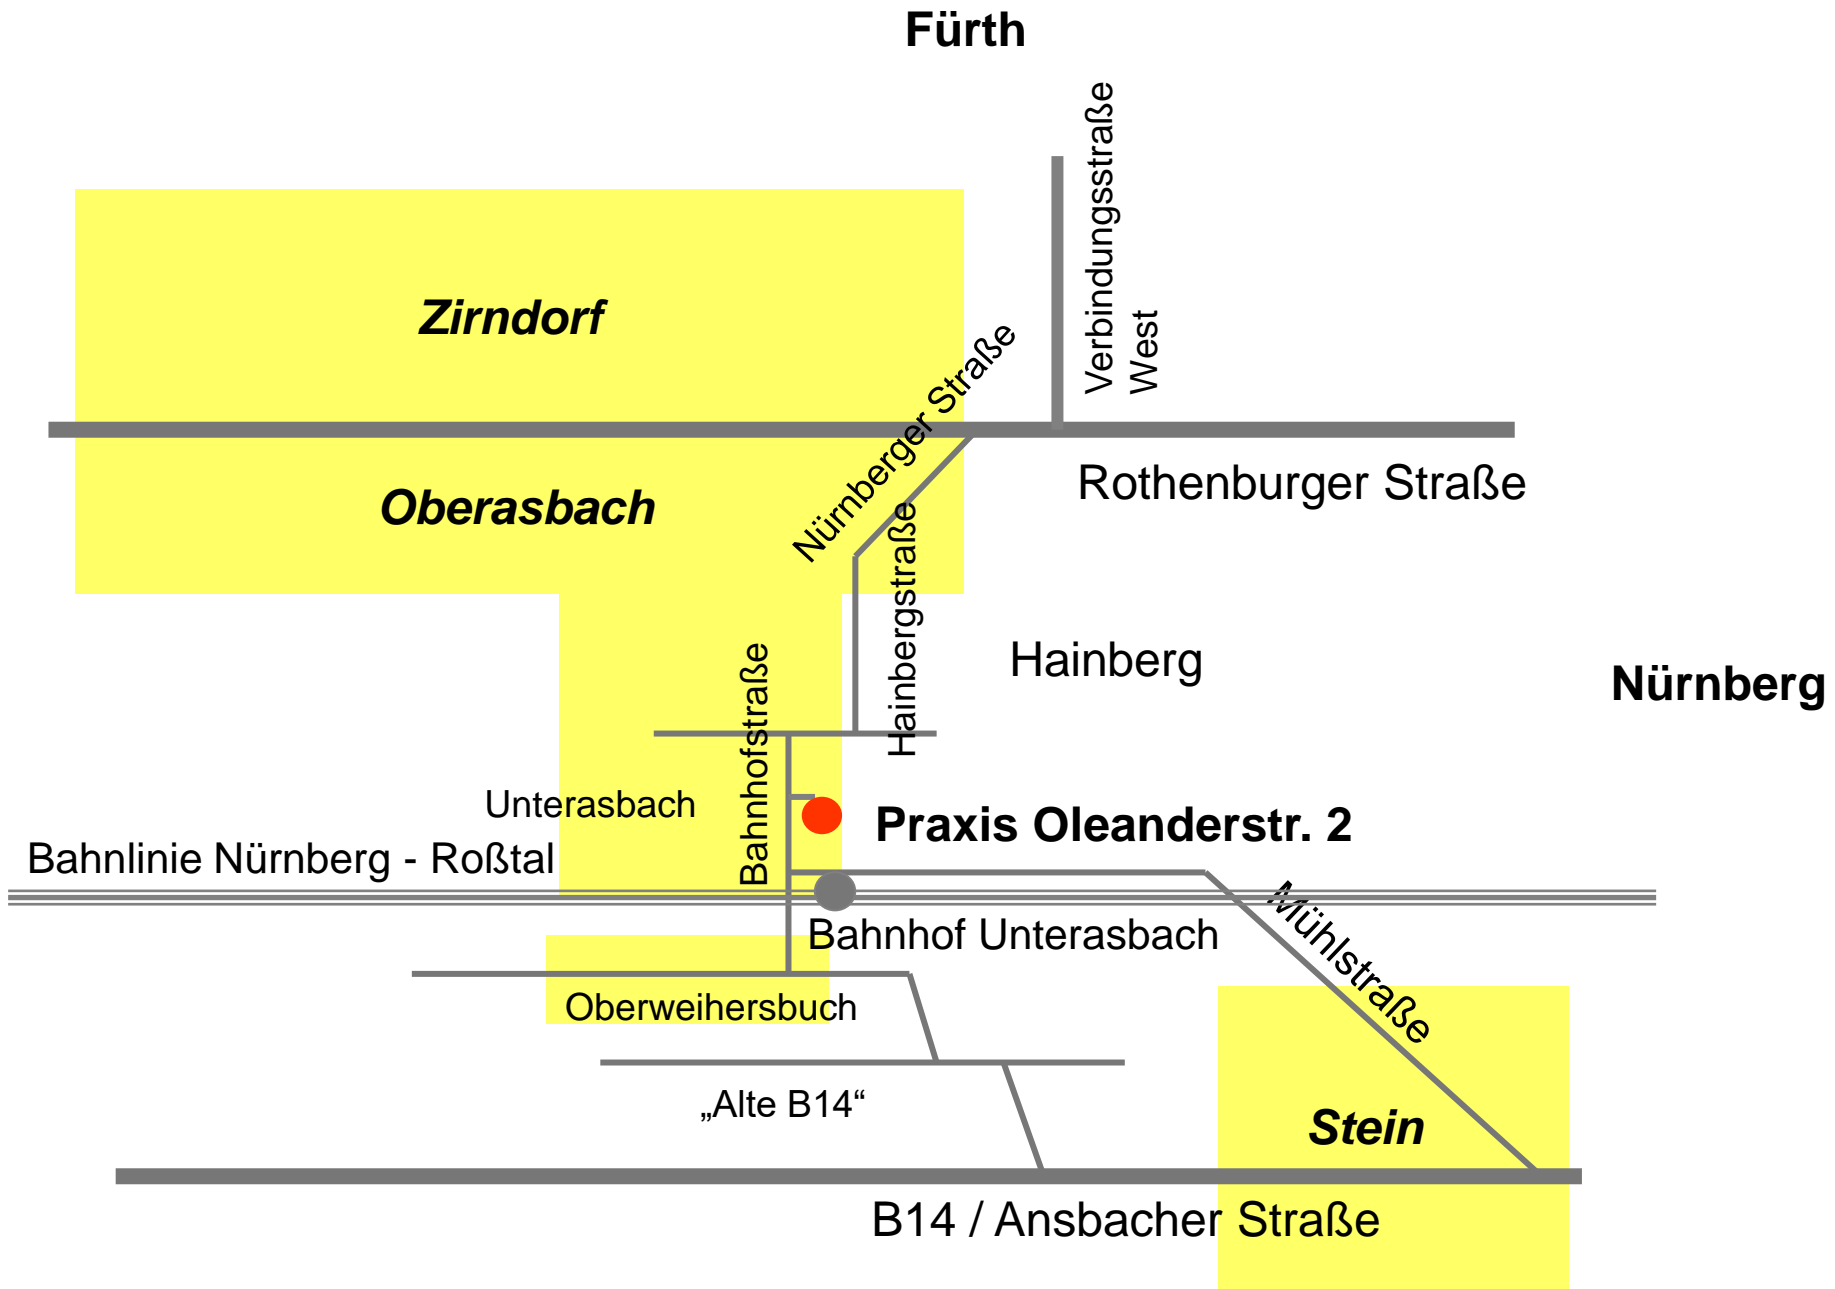 Fürth
Verbindungsstraße
West
Zirndorf
Nürnberger Straße
Rothenburger Straße
Oberasbach
Hainbergstraße
Hainberg
Nürnberg
Bahnhofstraße
Unterasbach
Praxis Oleanderstr. 2
Bahnlinie Nürnberg - Roßtal
Mühlstraße
Bahnhof Unterasbach
Oberweihersbuch
„Alte B14“
Stein
B14 / Ansbacher Straße